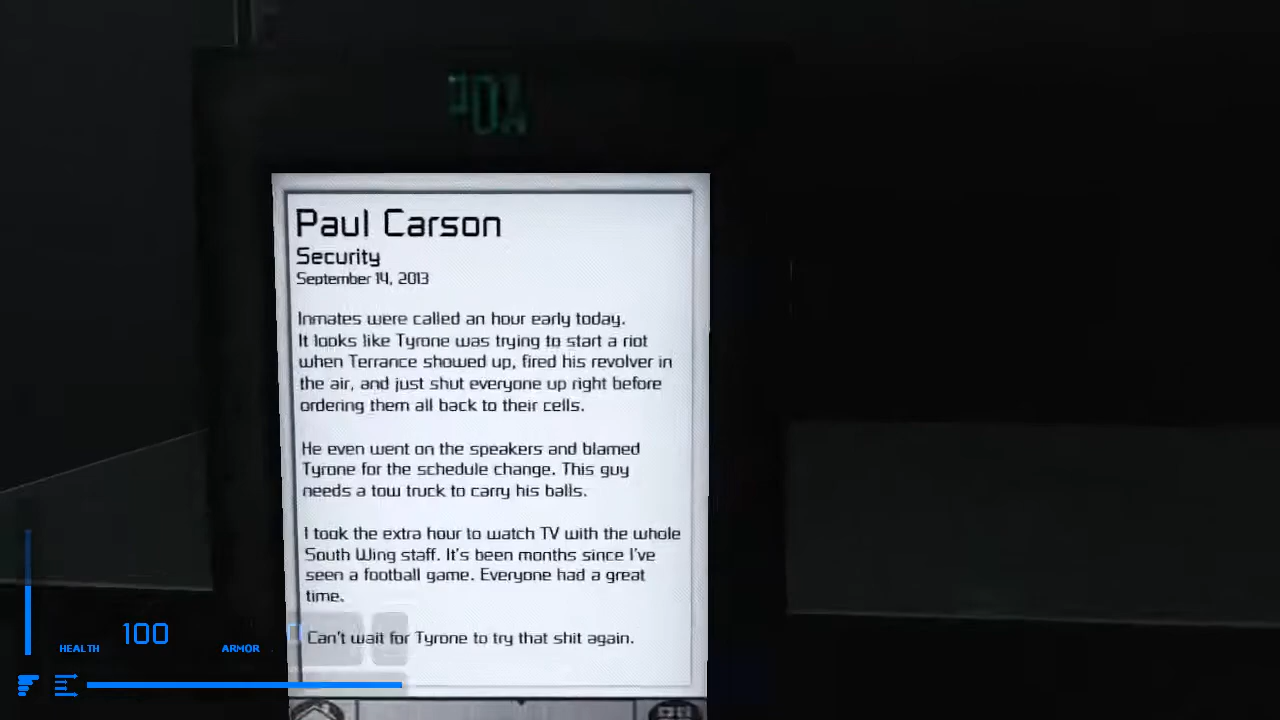 PDA
Paul Carson
Security
September 14, 2013
Inmates were called an hour early today.
It looks like Tyrone was trying to start a riot
when Terrance showed up, fired his revolver in
the air, and just shut everyone up right before
ordering them all back to their cells.
He even went on the speakers and blamed
Tyrone for the schedule change. This guy
needs a tow truck to carry his balls.
I took the extra hour to watch TV with the whole
South Wing staff. It's been months since I've
seen a football game. Everyone had a great
time.
Can't wait for Tyrone to try that shit again.
HEALTH 100 ARMOR 0